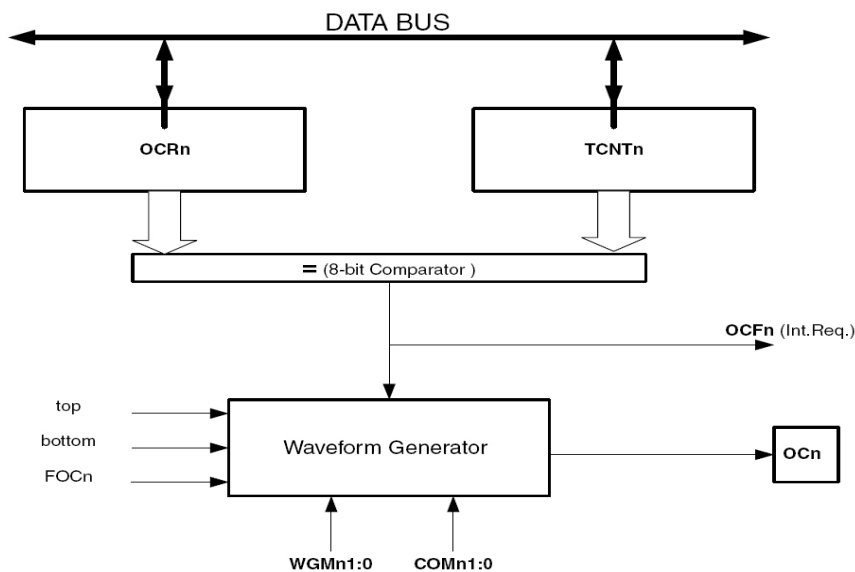 DATA BUS
OCRn
TCNTn
= (8-bit Comparator )
OCFn (Int.Req.)
top
bottom
FOCn
Waveform Generator
OCn
WGMn1:0
COMn1:0